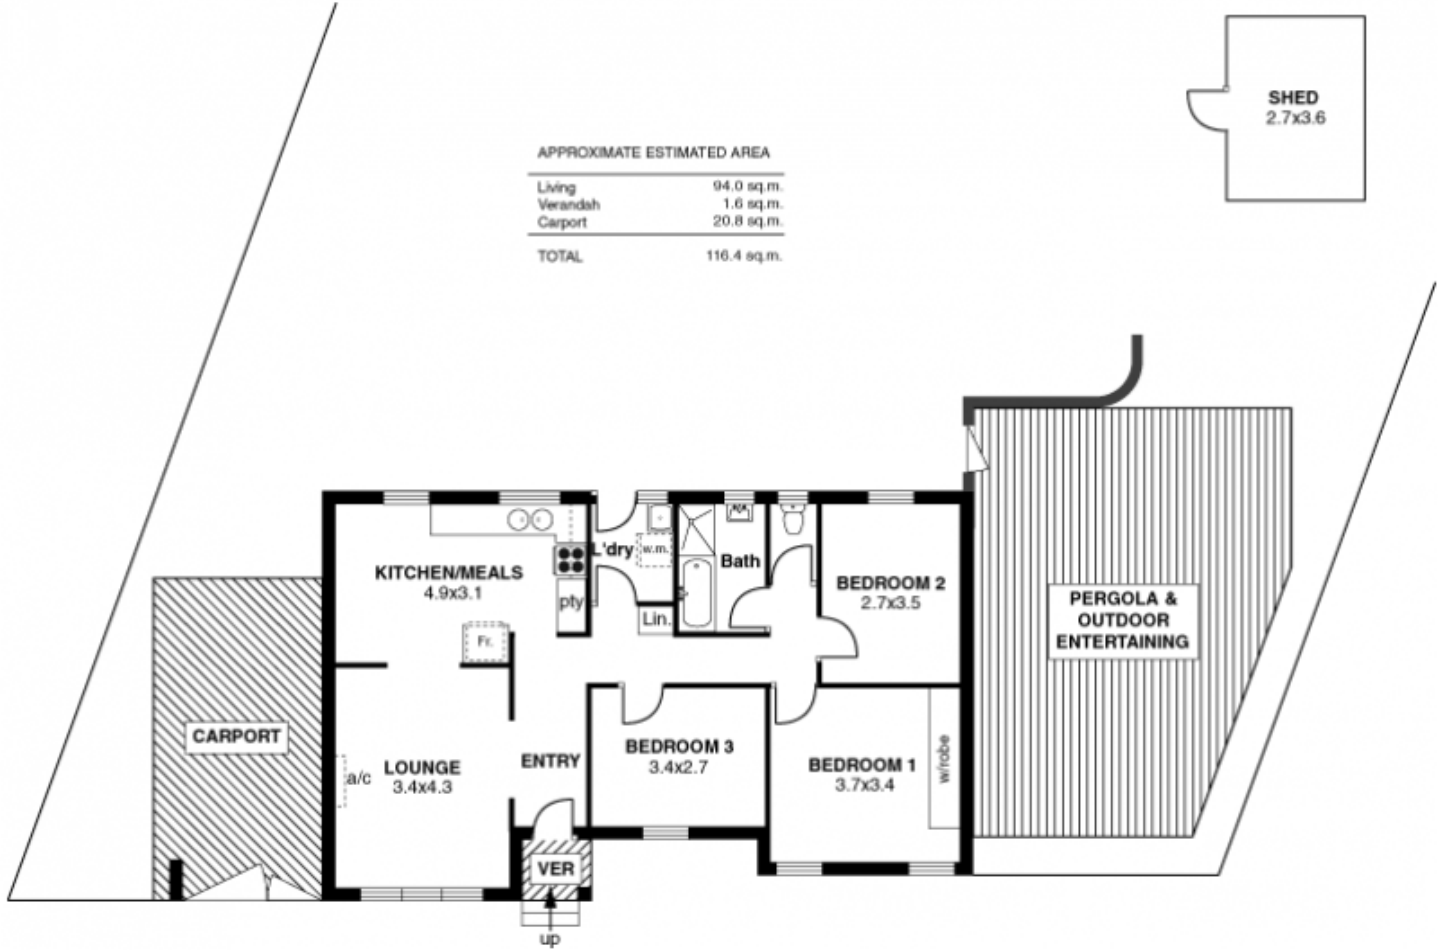 SHED
2.7x3.6
APPROXIMATE ESTIMATED AREA
Living 94.0 sq.m.
Verandah 1.6 sq.m.
Carport 20.8 sq.m.
TOTAL 116.4 sq.m.
KITCHEN/MEALS
4.9x3.1
Fr.
pty
L'dry
w.m.
Lin.
Bath
BEDROOM 2
2.7x3.5
PERGOLA &
OUTDOOR
ENTERTAINING
CARPORT
a/c
LOUNGE
3.4x4.3
ENTRY
BEDROOM 3
3.4x2.7
BEDROOM 1
3.7x3.4
w/robe
VER
up